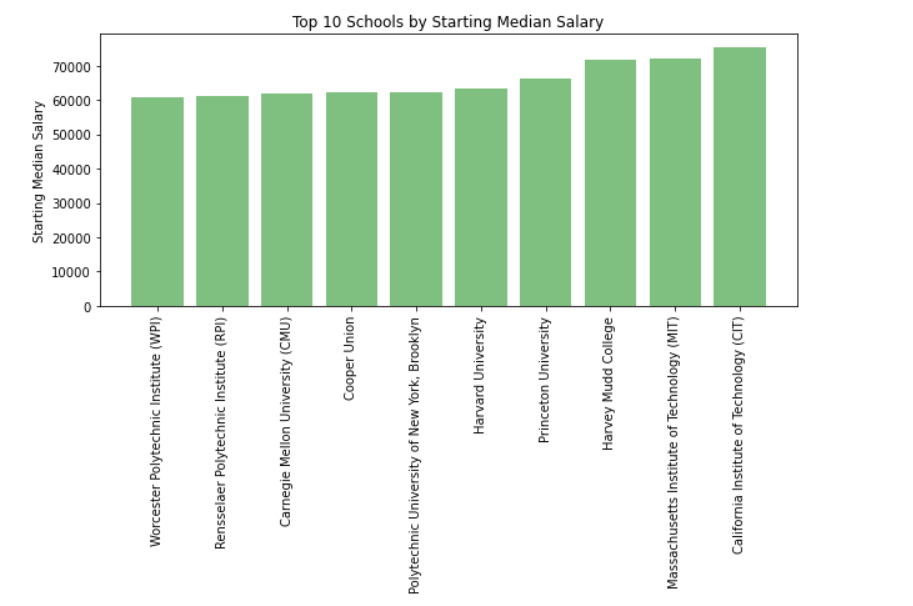 Top 10 Schools by Starting Median Salary
Starting Median Salary
70000
60000
50000
40000
30000
20000
10000
0
Worcester Polytechnic Institute (WPI)
Rensselaer Polytechnic Institute (RPI)
Carnegie Mellon University (CMU)
Cooper Union
Polytechnic University of New York, Brooklyn
Harvard University
Princeton University
Harvey Mudd College
Massachusetts Institute of Technology (MIT)
California Institute of Technology (CIT)